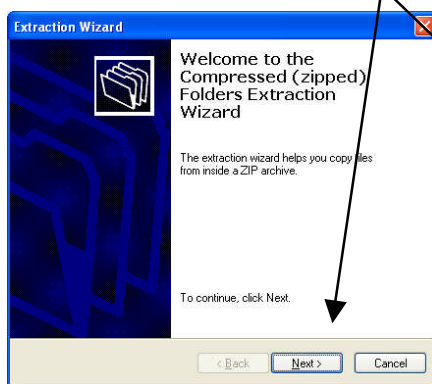 Extraction Wizard
Welcome to the
Compressed (zipped)
Folders Extraction
Wizard
The extraction wizard helps you copy files
from inside a ZIP archive.
To continue, click Next.
< Back Next > Cancel